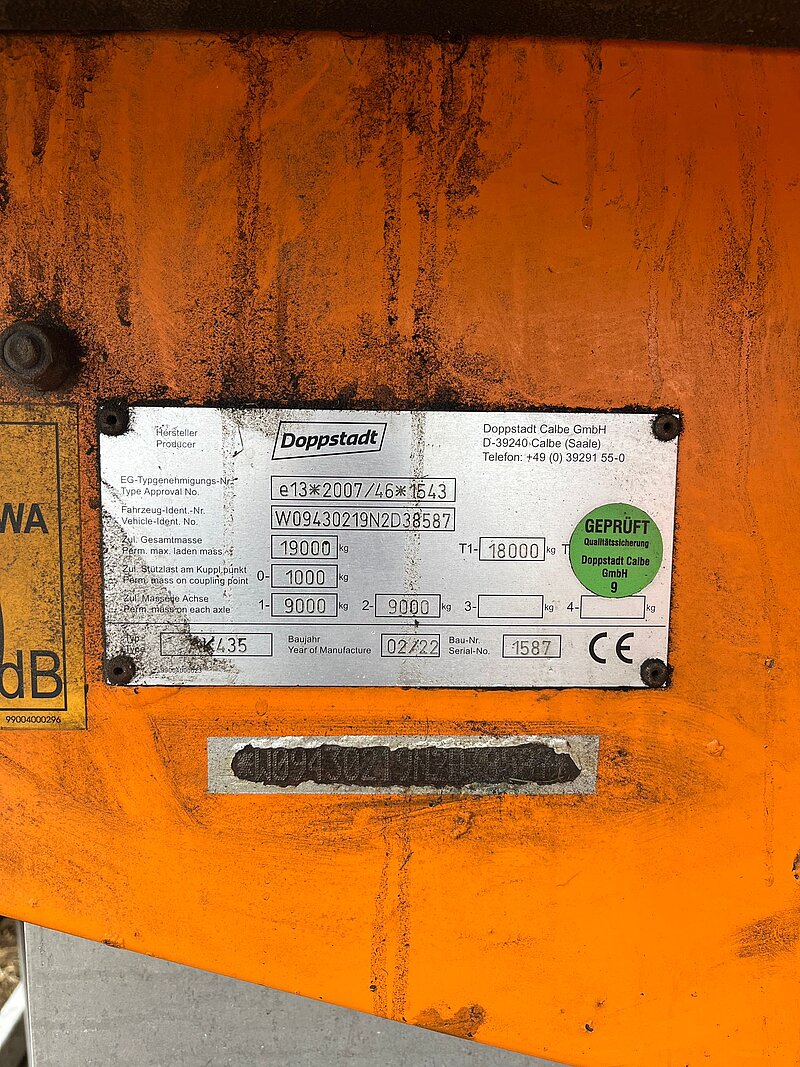 Hersteller
Producer
Doppstadt
Doppstadt Calbe GmbH
D-39240 Calbe (Saale)
Telefon: +49 (0) 39291 55-0
EG-Typgenehmigungs-Nr.
Type Approval No.
e13*2007/46*1543
Fahrzeug-Ident.-Nr.
Vehicle-Ident. No.
W09430219N2D38587
Zul. Gesamtmasse
Perm. max. laden mass
19000 kg
T1- 18000 kg T
Zul. Stützlast am Kuppl.punkt
Perm. mass on coupling point
0- 1000 kg
Zul. Masse je Achse
Perm. mass on each axle
1- 9000 kg 2- 9000 kg 3- kg 4- kg
K435
Baujahr
Year of Manufacture
02/22
Bau-Nr.
Serial-No.
1587
CE
GEPRÜFT
Qualitätssicherung
Doppstadt Calbe
GmbH
9
WA
dB
99004000296
W09430219N2D